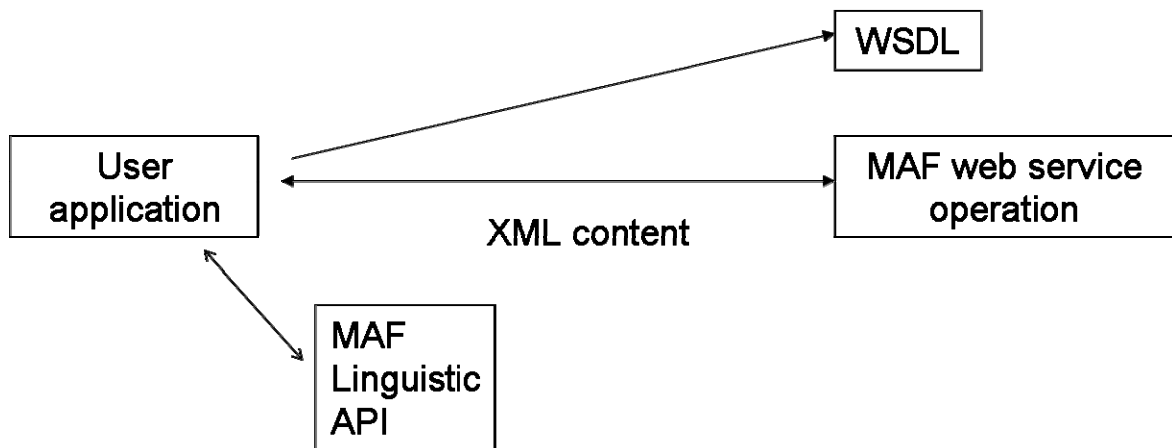 WSDL
User
application
MAF web service
operation
XML content
MAF
Linguistic
API